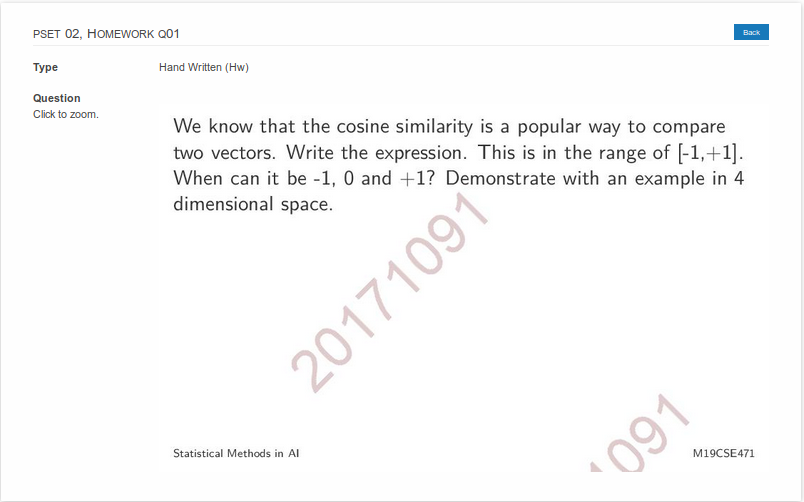 PSET 02, HOMEWORK Q01
Back
Type
Hand Written (Hw)
Question
Click to zoom.
We know that the cosine similarity is a popular way to compare
two vectors. Write the expression. This is in the range of [-1,+1].
When can it be -1, 0 and +1? Demonstrate with an example in 4
dimensional space.
20171091
1091
Statistical Methods in AI
M19CSE471